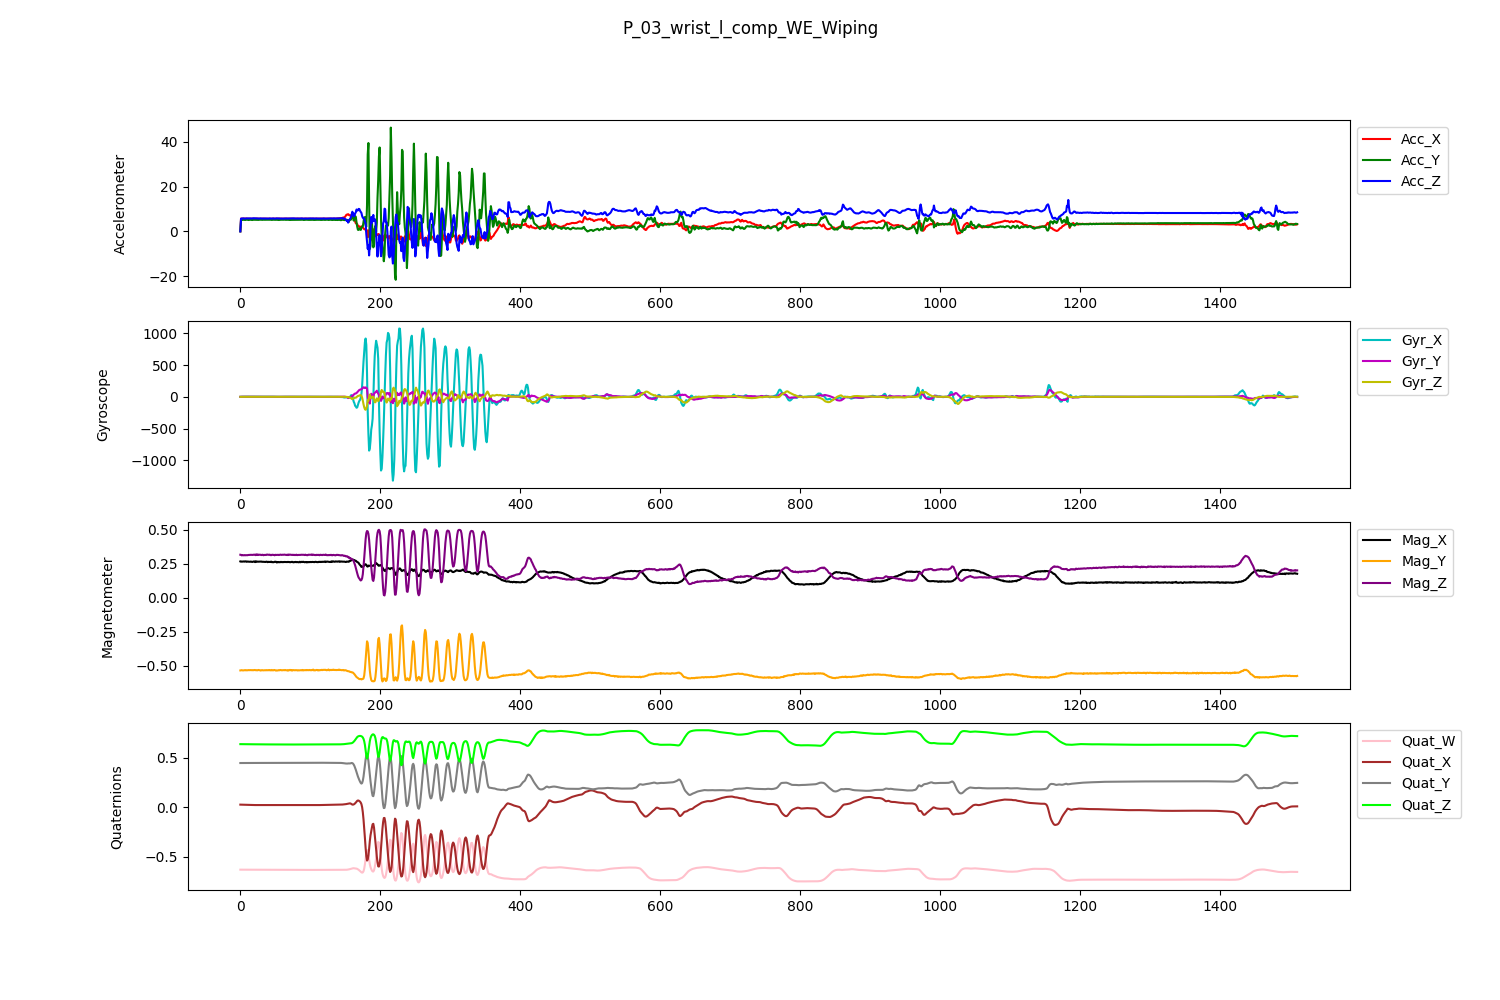 P_03_wrist_l_comp_WE_Wiping
Accelerometer
40
20
0
−20
0 200 400 600 800 1000 1200 1400
Acc_X
Acc_Y
Acc_Z
Gyroscope
1000
500
0
−500
−1000
0 200 400 600 800 1000 1200 1400
Gyr_X
Gyr_Y
Gyr_Z
Magnetometer
0.50
0.25
0.00
−0.25
−0.50
0 200 400 600 800 1000 1200 1400
Mag_X
Mag_Y
Mag_Z
Quaternions
0.5
0.0
−0.5
0 200 400 600 800 1000 1200 1400
Quat_W
Quat_X
Quat_Y
Quat_Z